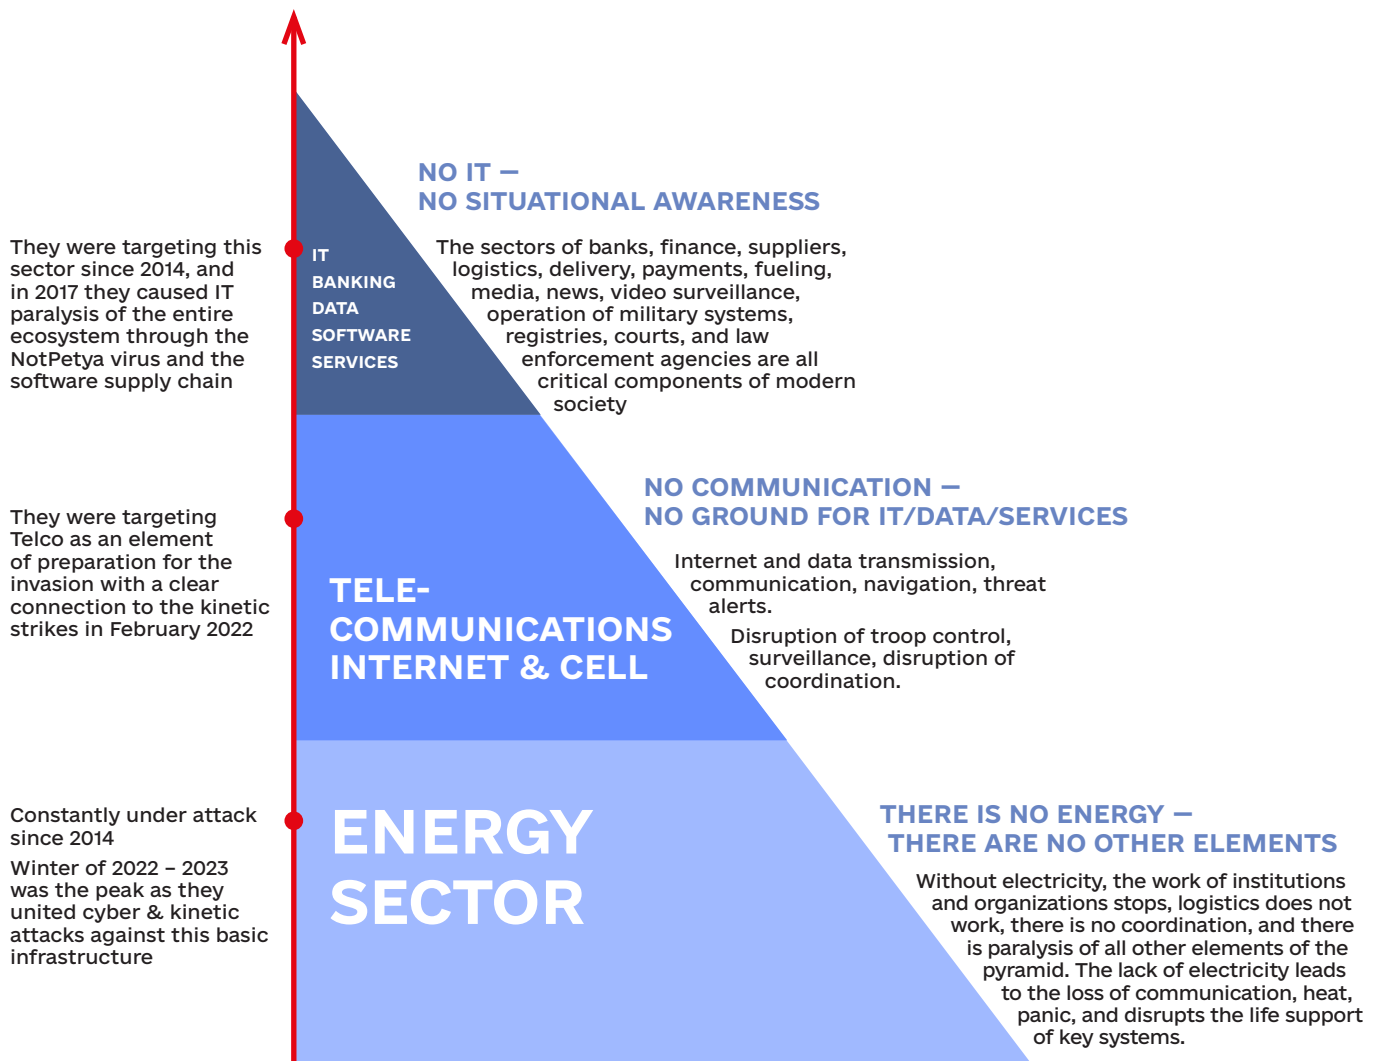 NO IT –
NO SITUATIONAL AWARENESS
They were targeting this
sector since 2014, and
in 2017 they caused IT
paralysis of the entire
ecosystem through the
NotPetya virus and the
software supply chain
IT
BANKING
DATA
SOFTWARE
SERVICES
The sectors of banks, finance, suppliers,
logistics, delivery, payments, fueling,
media, news, video surveillance,
operation of military systems,
registries, courts, and law
enforcement agencies are all
critical components of modern
society
NO COMMUNICATION –
NO GROUND FOR IT/DATA/SERVICES
They were targeting
Telco as an element
of preparation for the
invasion with a clear
connection to the kinetic
strikes in February 2022
TELE-
COMMUNICATIONS
INTERNET & CELL
Internet and data transmission,
communication, navigation, threat
alerts.
Disruption of troop control,
surveillance, disruption of
coordination.
THERE IS NO ENERGY –
THERE ARE NO OTHER ELEMENTS
Constantly under attack
since 2014
Winter of 2022 – 2023
was the peak as they
united cyber & kinetic
attacks against this basic
infrastructure
ENERGY
SECTOR
Without electricity, the work of institutions
and organizations stops, logistics does not
work, there is no coordination, and there
is paralysis of all other elements of the
pyramid. The lack of electricity leads
to the loss of communication, heat,
panic, and disrupts the life support
of key systems.